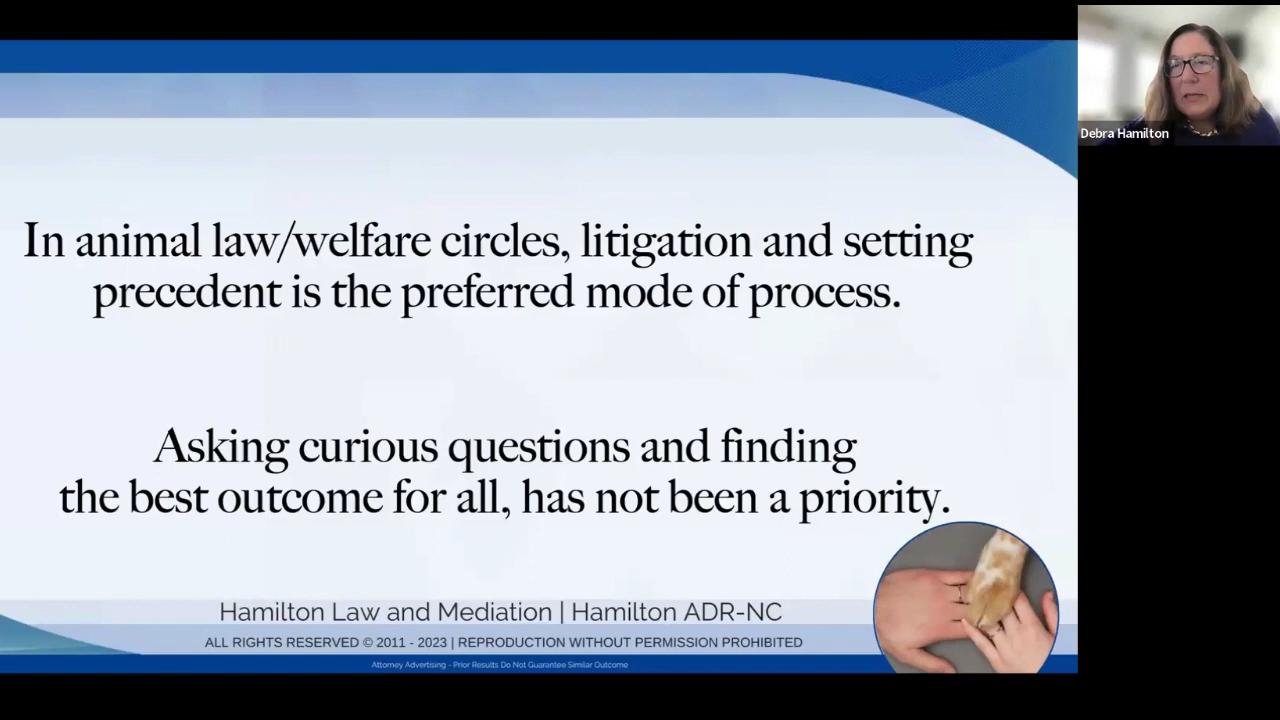 In animal law/welfare circles, litigation and setting
precedent is the preferred mode of process.
Asking curious questions and finding
the best outcome for all, has not been a priority.
Hamilton Law and Mediation | Hamilton ADR-NC
ALL RIGHTS RESERVED © 2011 - 2023 | REPRODUCTION WITHOUT PERMISSION PROHIBITED
Attorney Advertising - Prior Results Do Not Guarantee Similar Outcome
Debra Hamilton